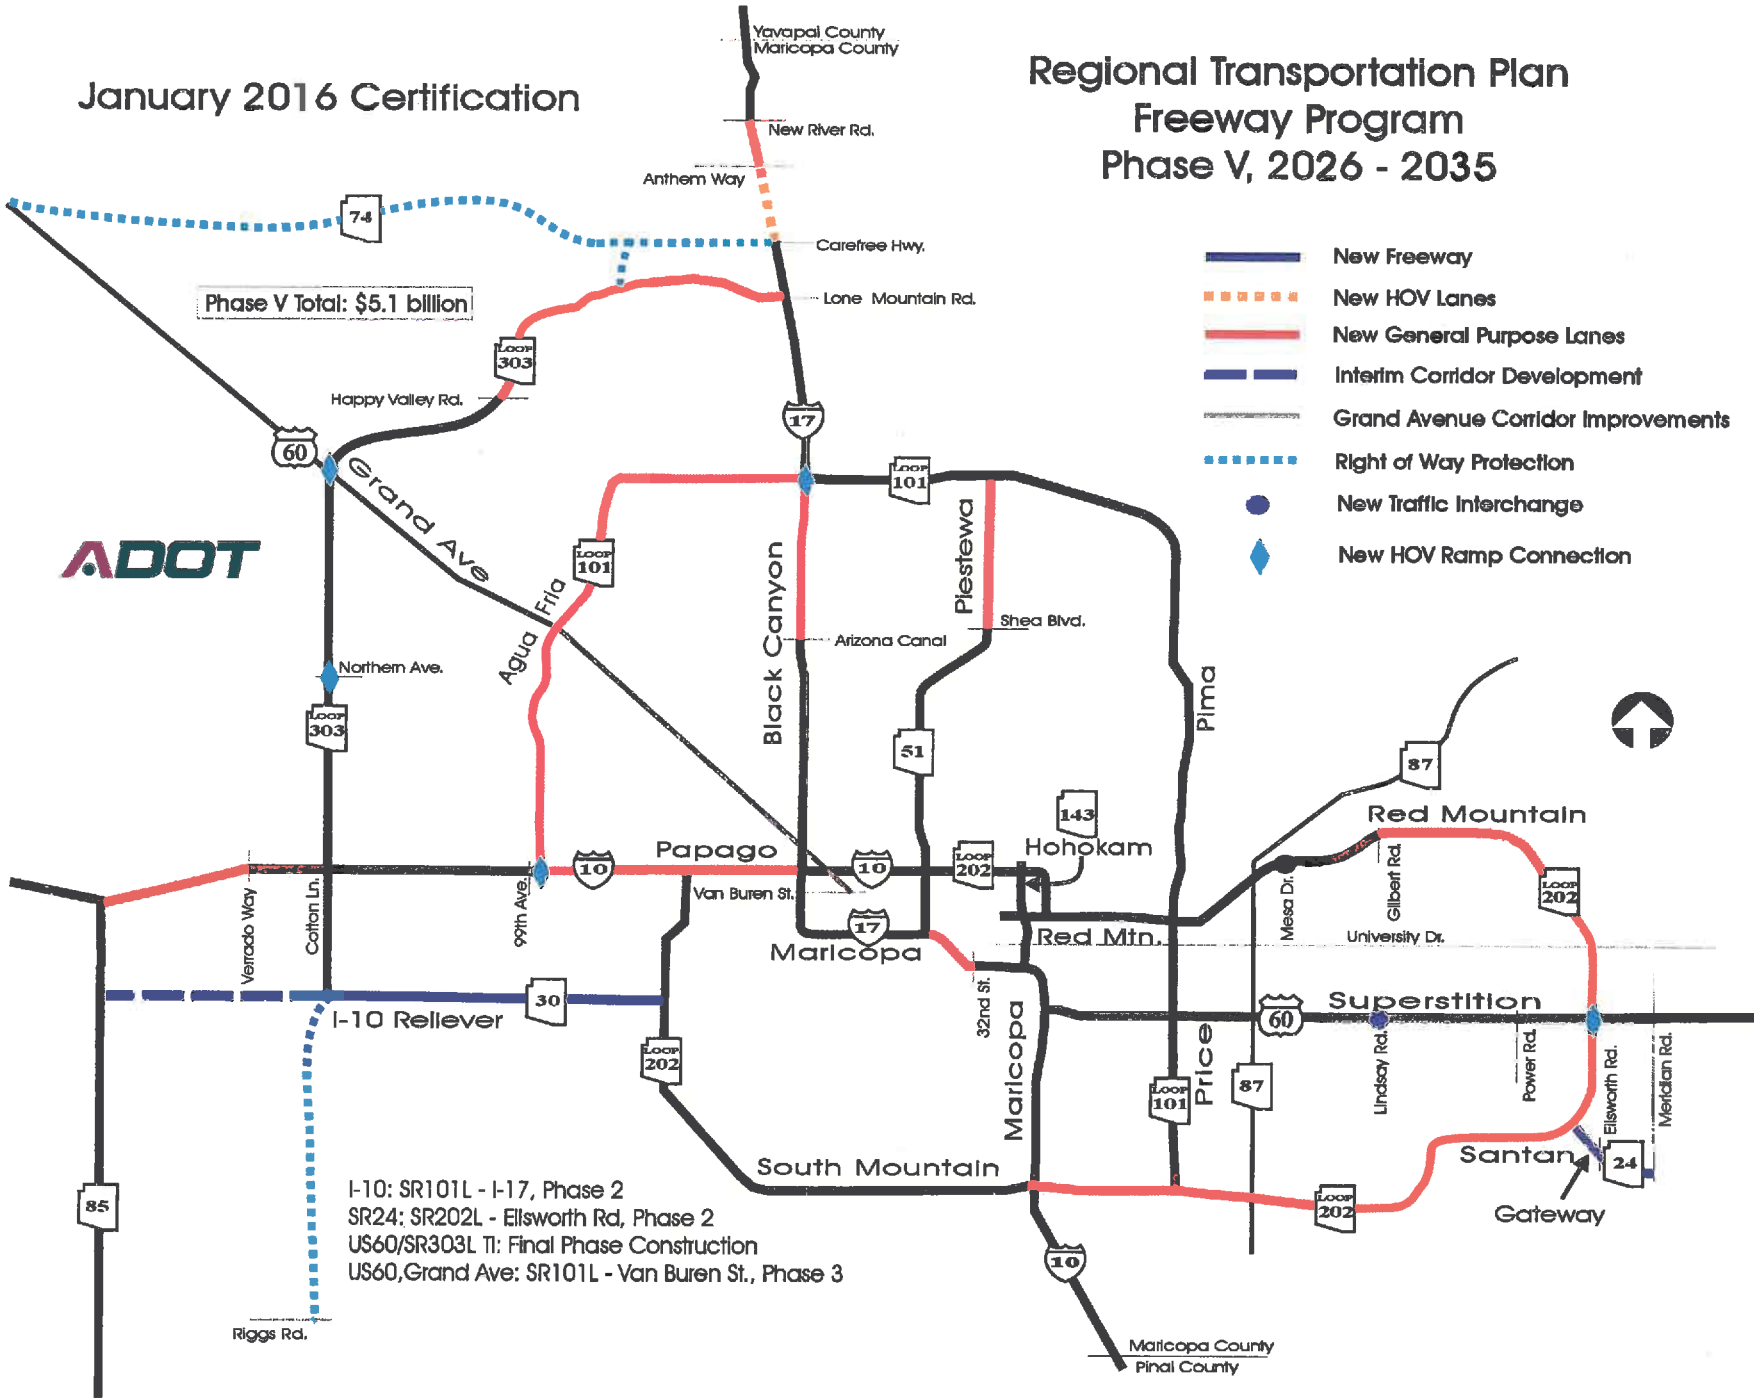 Yavapai County
Maricopa County
January 2016 Certification
Regional Transportation Plan
Freeway Program
Phase V, 2026 - 2035
New River Rd.
Anthem Way
74
Carefree Hwy.
Lone Mountain Rd.
Phase V Total: $5.1 billion
New Freeway
New HOV Lanes
New General Purpose Lanes
Interim Corridor Development
Grand Avenue Corridor Improvements
Right of Way Protection
New Traffic Interchange
New HOV Ramp Connection
LOOP
303
Happy Valley Rd.
17
60
Grand Ave
LOOP
101
ADOT
LOOP
101
Agua Fria
Black Canyon
Piestewa
Shea Blvd.
Arizona Canal
Northern Ave.
LOOP
303
Pima
51
87
143
Hohokam
Red Mountain
Papago
10
10
LOOP
202
Van Buren St.
17
Maricopa
Red Mtn.
Mesa Dr.
Gilbert Rd.
LOOP
202
University Dr.
Verrado Way
Cotton Ln.
99th Ave.
30
I-10 Reliever
32nd St.
Superstition
60
Lindsay Rd.
Power Rd.
Ellsworth Rd.
Meridian Rd.
LOOP
202
Maricopa
Price
LOOP
101
87
South Mountain
Santan
24
Gateway
LOOP
202
85
I-10: SR101L - I-17, Phase 2
SR24: SR202L - Ellsworth Rd, Phase 2
US60/SR303L TI: Final Phase Construction
US60,Grand Ave: SR101L - Van Buren St., Phase 3
10
Riggs Rd.
Maricopa County
Pinal County